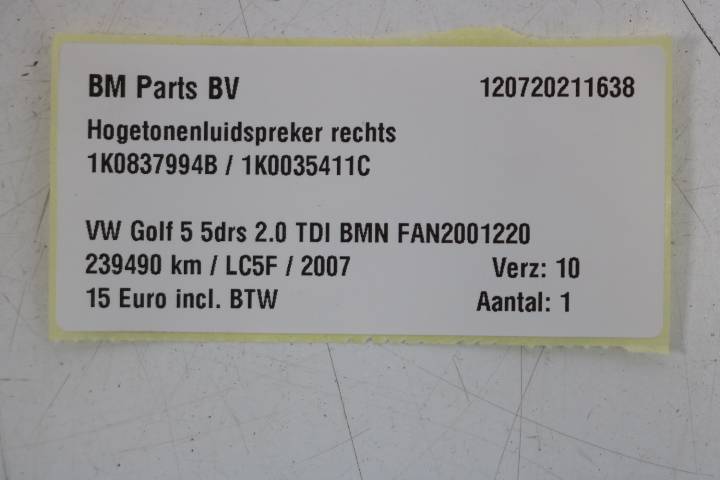 BM Parts BV 120720211638
Hogetonenluidspreker rechts
1K0837994B / 1K0035411C
VW Golf 5 5drs 2.0 TDI BMN FAN2001220
239490 km / LC5F / 2007 Verz: 10
15 Euro incl. BTW Aantal: 1